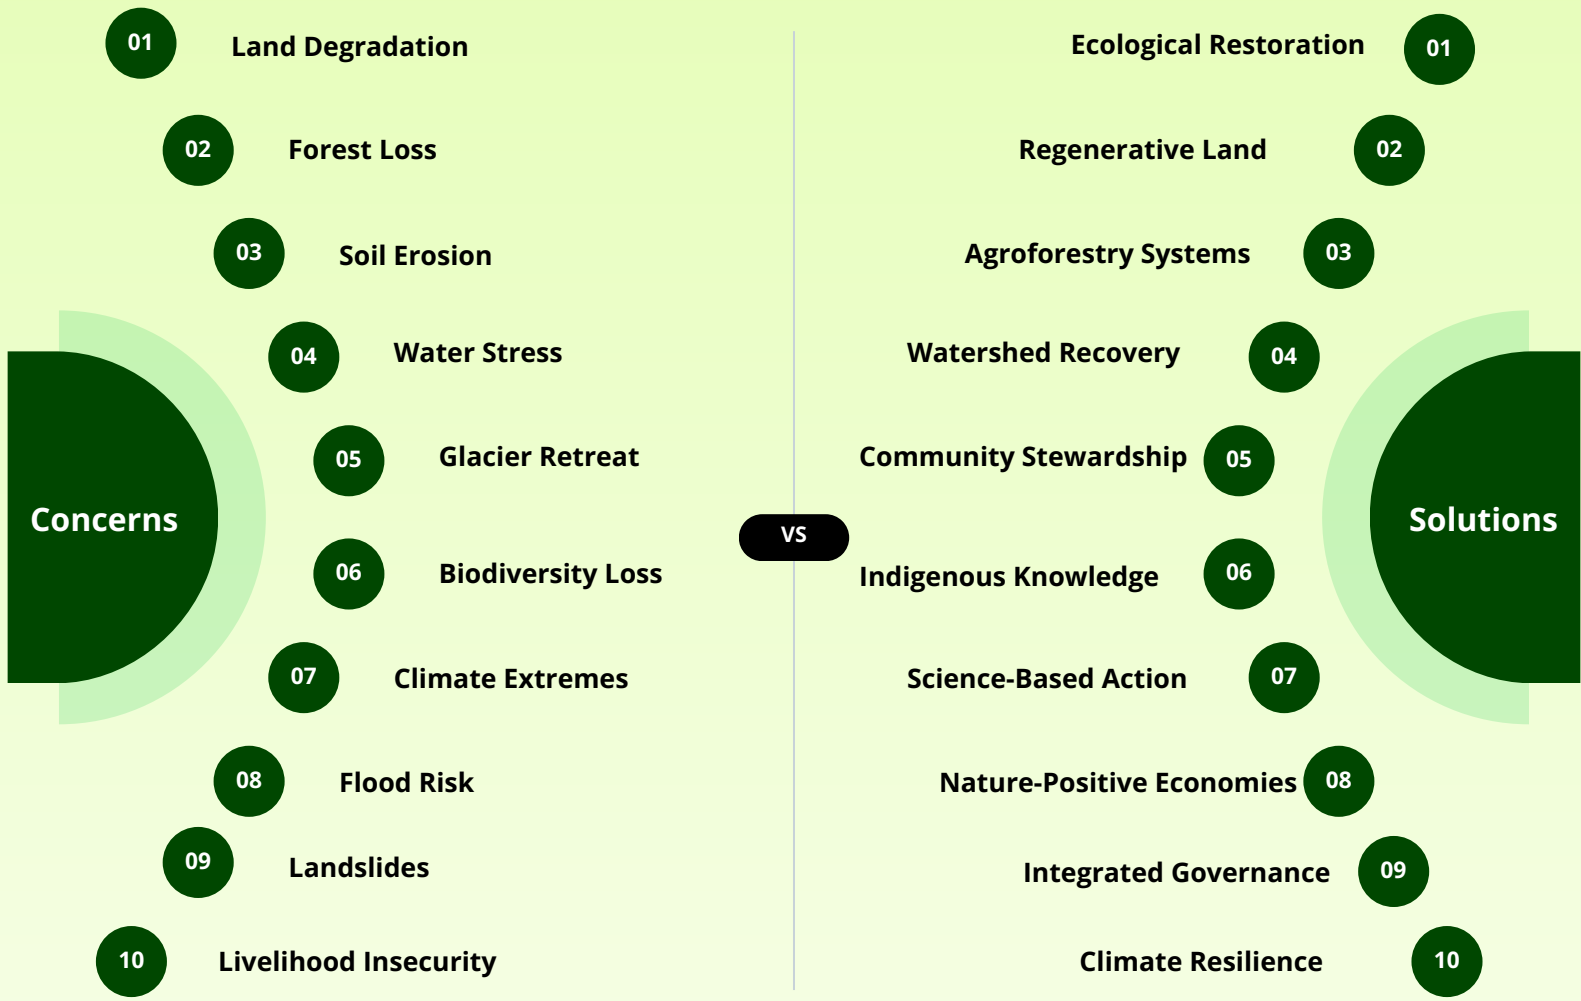 01
Land Degradation
02
Forest Loss
03
Soil Erosion
04
Water Stress
05
Glacier Retreat
Concerns
06
Biodiversity Loss
07
Climate Extremes
08
Flood Risk
09
Landslides
10
Livelihood Insecurity
VS
Ecological Restoration
01
Regenerative Land
02
Agroforestry Systems
03
Watershed Recovery
04
Community Stewardship
05
Solutions
Indigenous Knowledge
06
Science-Based Action
07
Nature-Positive Economies
08
Integrated Governance
09
Climate Resilience
10